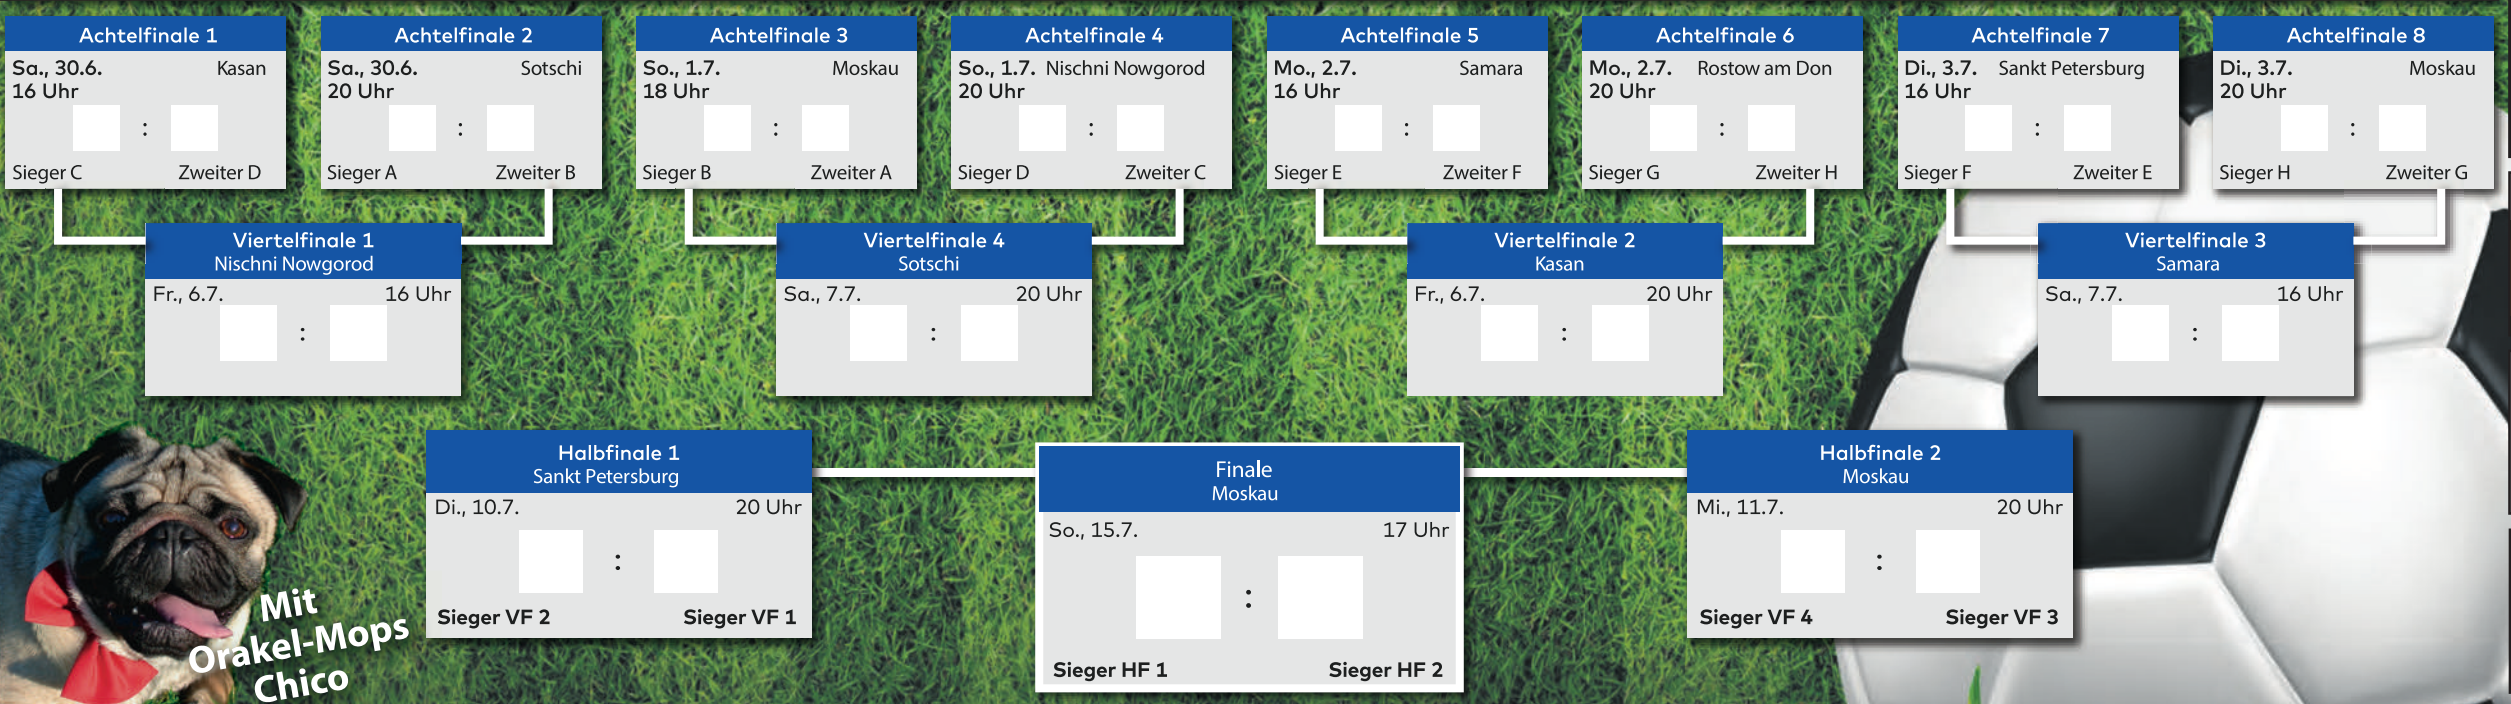 Achtelfinale 1
Sa., 30.6. Kasan
16 Uhr
:
Sieger C Zweiter D
Achtelfinale 2
Sa., 30.6. Sotschi
20 Uhr
:
Sieger A Zweiter B
Achtelfinale 3
So., 1.7. Moskau
18 Uhr
:
Sieger B Zweiter A
Achtelfinale 4
So., 1.7. Nischni Nowgorod
20 Uhr
:
Sieger D Zweiter C
Achtelfinale 5
Mo., 2.7. Samara
16 Uhr
:
Sieger E Zweiter F
Achtelfinale 6
Mo., 2.7. Rostow am Don
20 Uhr
:
Sieger G Zweiter H
Achtelfinale 7
Di., 3.7. Sankt Petersburg
16 Uhr
:
Sieger F Zweiter E
Achtelfinale 8
Di., 3.7. Moskau
20 Uhr
:
Sieger H Zweiter G
Viertelfinale 1
Nischni Nowgorod
Fr., 6.7. 16 Uhr
:
Viertelfinale 4
Sotschi
Sa., 7.7. 20 Uhr
:
Viertelfinale 2
Kasan
Fr., 6.7. 20 Uhr
:
Viertelfinale 3
Samara
Sa., 7.7. 16 Uhr
:
Halbfinale 1
Sankt Petersburg
Di., 10.7. 20 Uhr
:
Sieger VF 2 Sieger VF 1
Finale
Moskau
So., 15.7. 17 Uhr
:
Sieger HF 1 Sieger HF 2
Halbfinale 2
Moskau
Mi., 11.7. 20 Uhr
:
Sieger VF 4 Sieger VF 3
Mit
Orakel-Mops
Chico